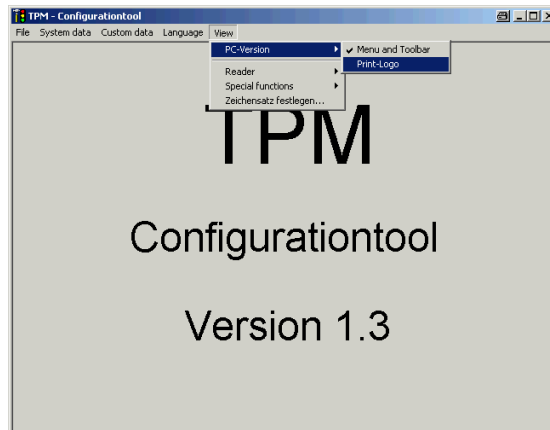 TPM - Configurationtool
File System data Custom data Language View
PC-Version
Menu and Toolbar
Print-Logo
Reader
Special functions
Zeichensatz festlegen...
TPM
Configurationtool
Version 1.3